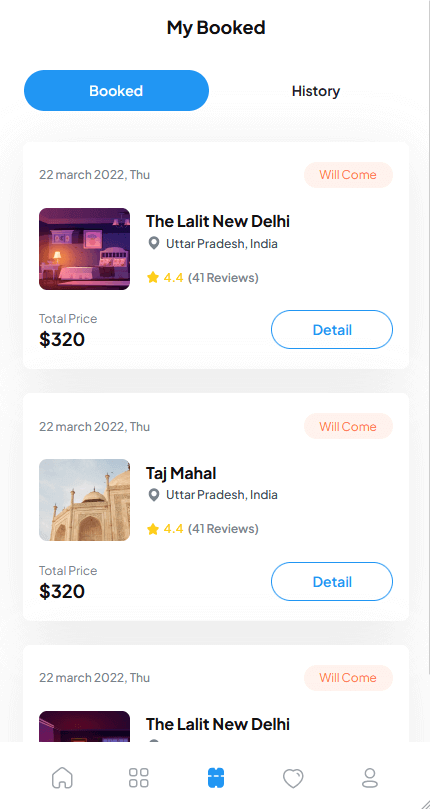 My Booked
Booked
History
22 march 2022, Thu
Will Come
The Lalit New Delhi
Uttar Pradesh, India
4.4 (41 Reviews)
Total Price
$320
Detail
22 march 2022, Thu
Will Come
Taj Mahal
Uttar Pradesh, India
4.4 (41 Reviews)
Total Price
$320
Detail
22 march 2022, Thu
Will Come
The Lalit New Delhi